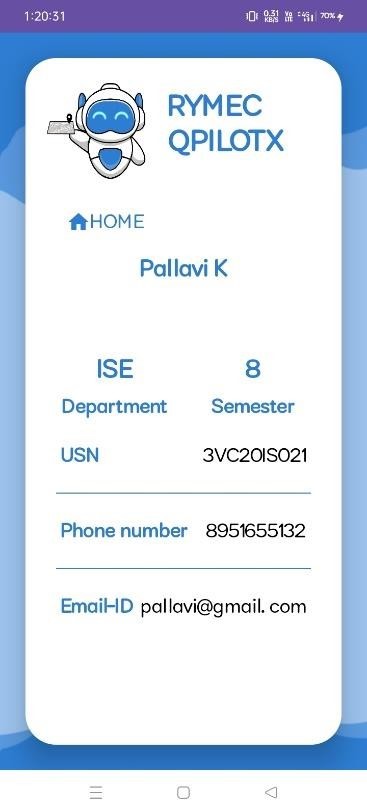 1:20:31 0.31 KB/S Vo LTE 4G 70%
RYMEC
QPILOTX
HOME
Pallavi K
ISE 8
Department Semester
USN 3VC20IS021
Phone number 8951655132
Email-ID pallavi@gmail. com